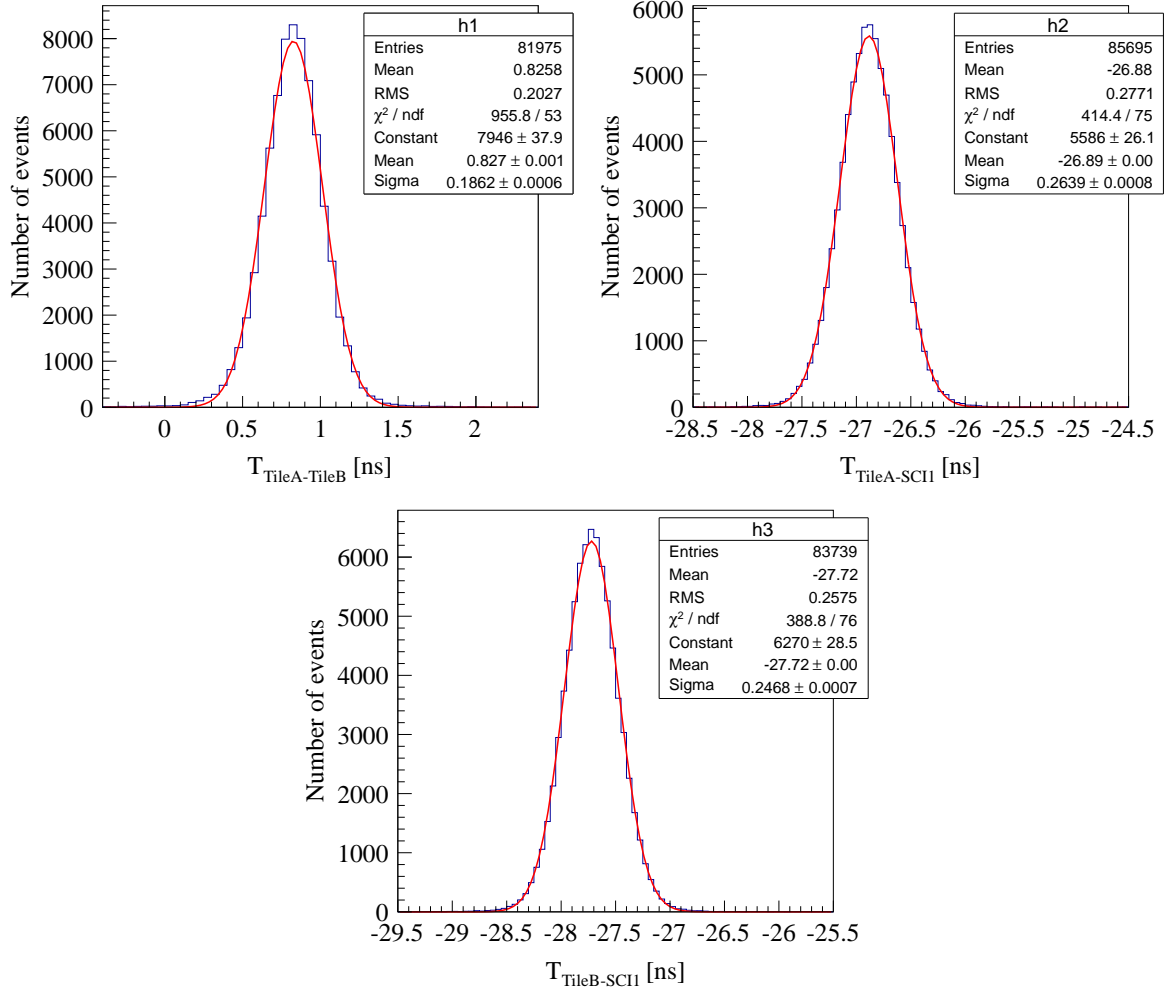 h1
Entries 81975
Mean 0.8258
RMS 0.2027
χ² / ndf 955.8 / 53
Constant 7946 ± 37.9
Mean 0.827 ± 0.001
Sigma 0.1862 ± 0.0006
Number of events
8000
7000
6000
5000
4000
3000
2000
1000
0
0 0.5 1 1.5 2
T_TileA-TileB [ns]
h2
Entries 85695
Mean -26.88
RMS 0.2771
χ² / ndf 414.4 / 75
Constant 5586 ± 26.1
Mean -26.89 ± 0.00
Sigma 0.2639 ± 0.0008
Number of events
6000
5000
4000
3000
2000
1000
0
-28.5 -28 -27.5 -27 -26.5 -26 -25.5 -25 -24.5
T_TileA-SCI1 [ns]
h3
Entries 83739
Mean -27.72
RMS 0.2575
χ² / ndf 388.8 / 76
Constant 6270 ± 28.5
Mean -27.72 ± 0.00
Sigma 0.2468 ± 0.0007
Number of events
6000
5000
4000
3000
2000
1000
0
-29.5 -29 -28.5 -28 -27.5 -27 -26.5 -26 -25.5
T_TileB-SCI1 [ns]